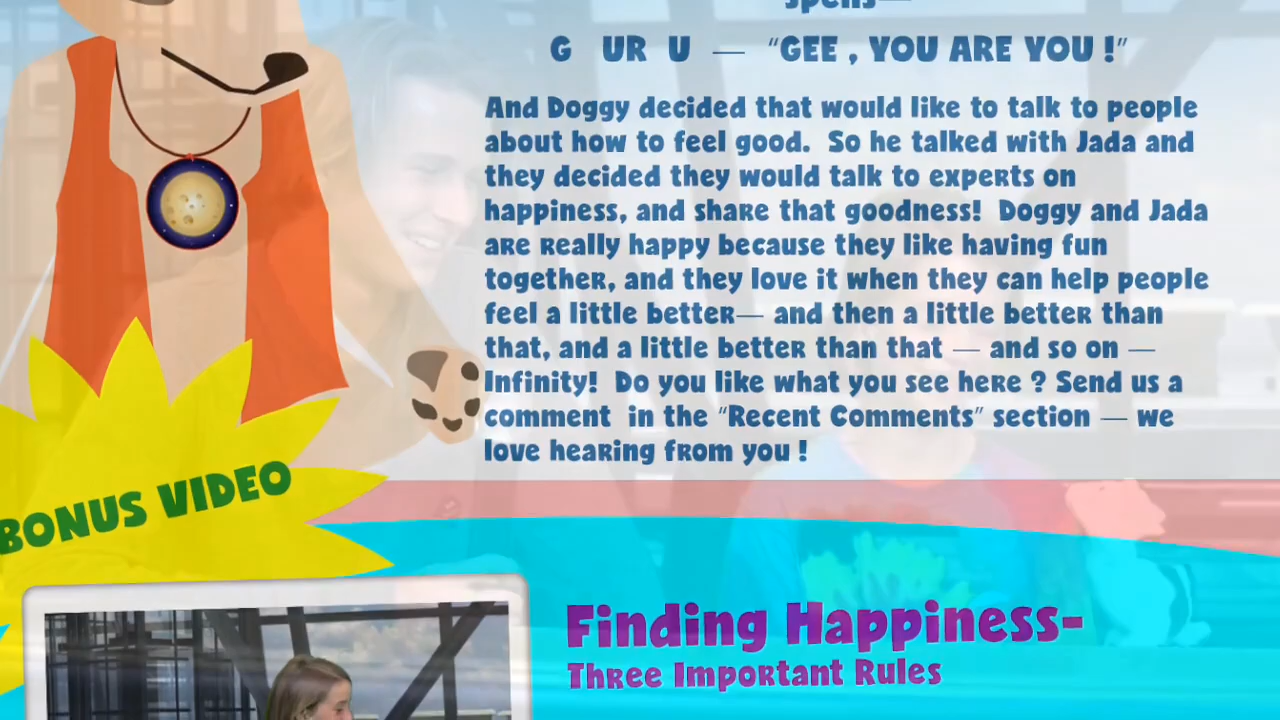 spells—
G UR U — “GEE , YOU ARE YOU !”
And Doggy decided that would like to talk to people
about how to feel good. So he talked with Jada and
they decided they would talk to experts on
happiness, and share that goodness! Doggy and Jada
are really happy because they like having fun
together, and they love it when they can help people
feel a little better— and then a little better than
that, and a little better than that — and so on —
Infinity! Do you like what you see here ? Send us a
comment in the “Recent Comments” section — we
love hearing from you !
BONUS VIDEO
Finding Happiness-
Three Important Rules